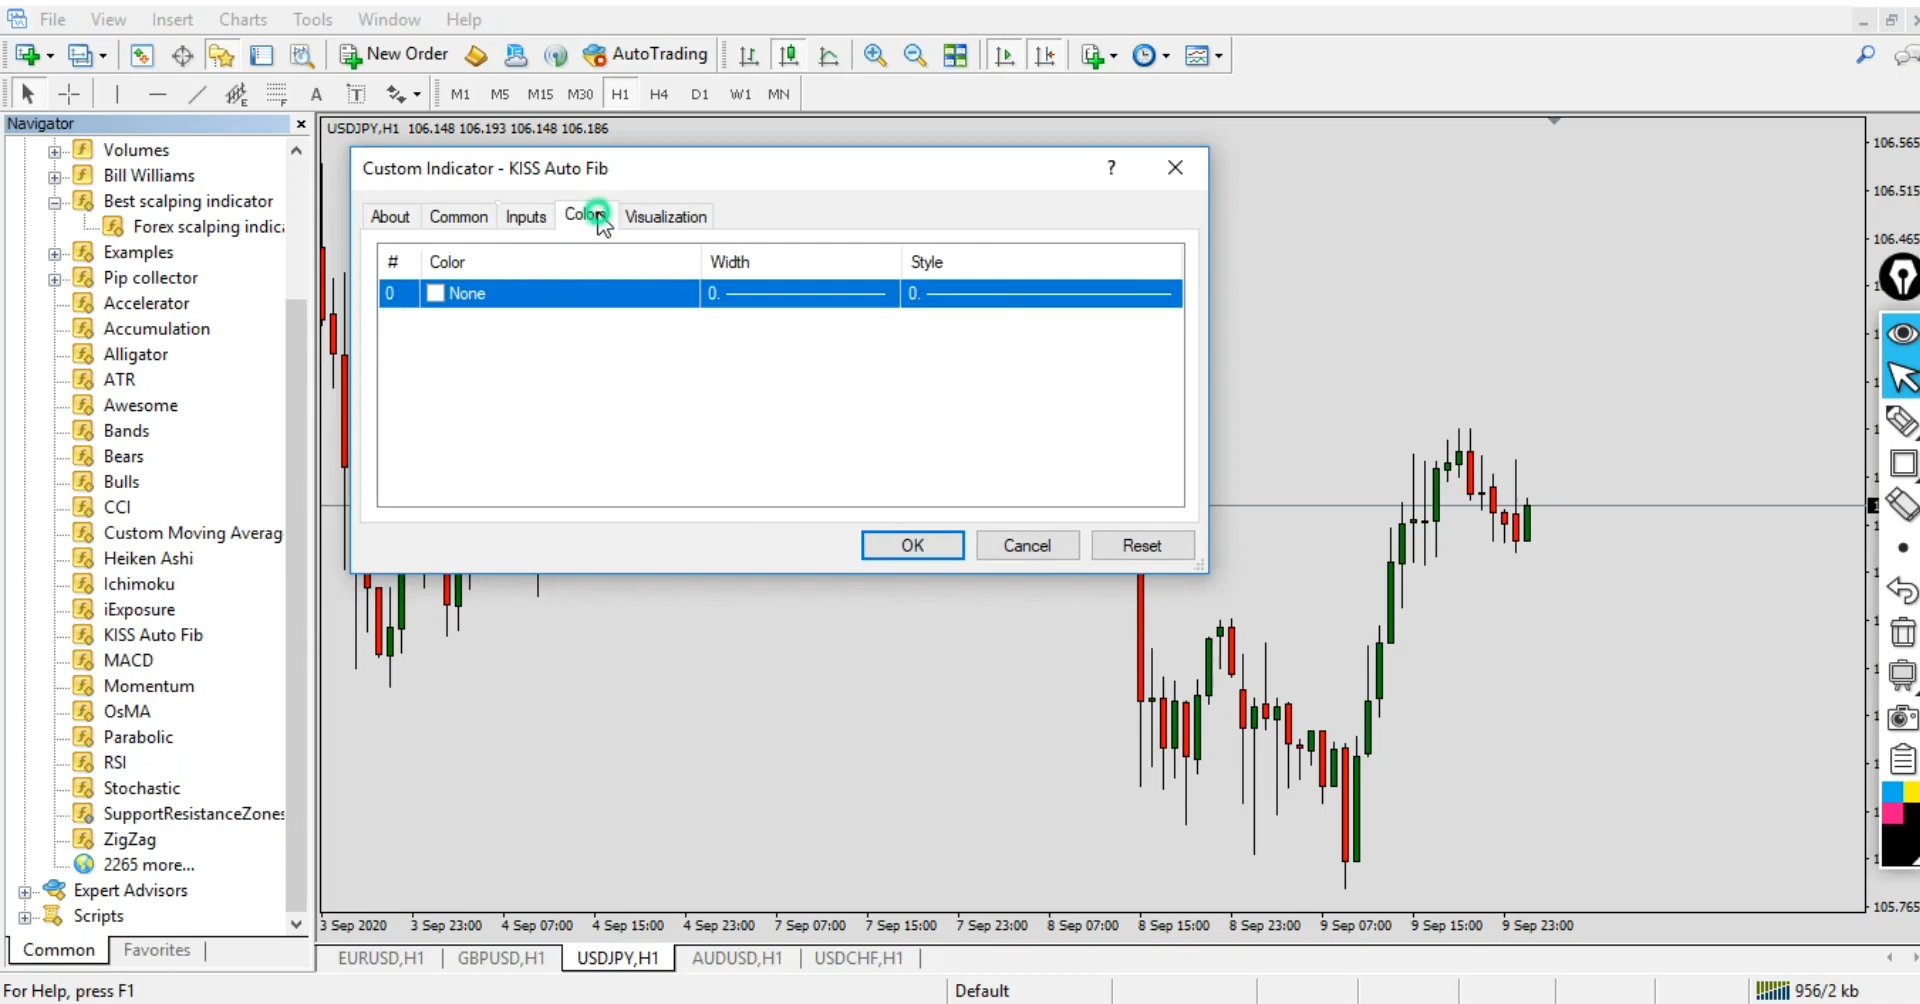 File View Insert Charts Tools Window Help
New Order AutoTrading
A T M1 M5 M15 M30 H1 H4 D1 W1 MN
Navigator
Volumes
Bill Williams
Best scalping indicator
Forex scalping indica
Examples
Pip collector
Accelerator
Accumulation
Alligator
ATR
Awesome
Bands
Bears
Bulls
CCI
Custom Moving Averag
Heiken Ashi
Ichimoku
iExposure
KISS Auto Fib
MACD
Momentum
OsMA
Parabolic
RSI
Stochastic
SupportResistanceZones
ZigZag
2265 more...
Expert Advisors
Scripts
Common Favorites
USDJPY,H1 106.148 106.193 106.148 106.186
Custom Indicator - KISS Auto Fib ?
About Common Inputs Colors Visualization
# Color Width Style
0 None 0. 0.
OK Cancel Reset
106.565
106.515
106.465
105.765
3 Sep 2020 3 Sep 23:00 4 Sep 07:00 4 Sep 15:00 4 Sep 23:00 7 Sep 07:00 7 Sep 15:00 7 Sep 23:00 8 Sep 07:00 8 Sep 15:00 8 Sep 23:00 9 Sep 07:00 9 Sep 15:00 9 Sep 23:00
EURUSD,H1 GBPUSD,H1 USDJPY,H1 AUDUSD,H1 USDCHF,H1
For Help, press F1 Default 956/2 kb